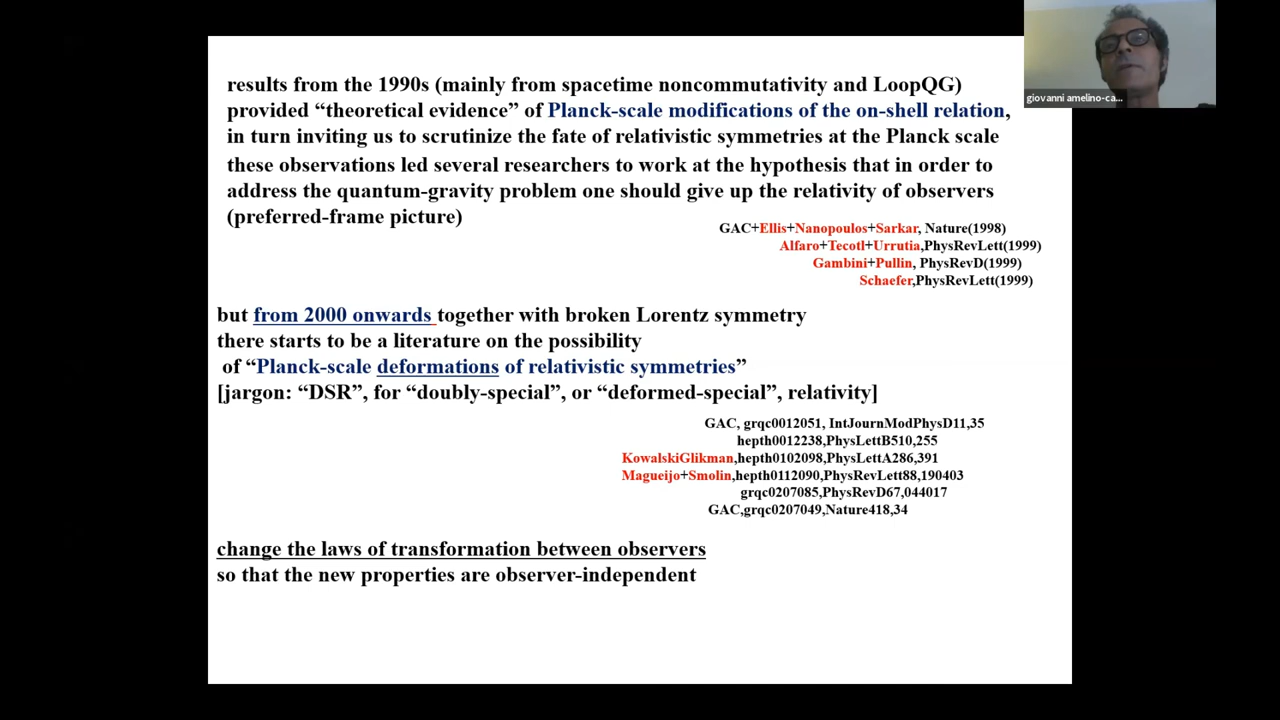 giovanni amelino-ca...
results from the 1990s (mainly from spacetime noncommutativity and LoopQG)
provided “theoretical evidence” of Planck-scale modifications of the on-shell relation,
in turn inviting us to scrutinize the fate of relativistic symmetries at the Planck scale
these observations led several researchers to work at the hypothesis that in order to
address the quantum-gravity problem one should give up the relativity of observers
(preferred-frame picture)
GAC+Ellis+Nanopoulos+Sarkar, Nature(1998)
Alfaro+Tecotl+Urrutia,PhysRevLett(1999)
Gambini+Pullin, PhysRevD(1999)
Schaefer,PhysRevLett(1999)
but from 2000 onwards together with broken Lorentz symmetry
there starts to be a literature on the possibility
of “Planck-scale deformations of relativistic symmetries”
[jargon: “DSR”, for “doubly-special”, or “deformed-special”, relativity]
GAC, grqc0012051, IntJournModPhysD11,35
hepth0012238,PhysLettB510,255
KowalskiGlikman,hepth0102098,PhysLettA286,391
Magueijo+Smolin,hepth0112090,PhysRevLett88,190403
grqc0207085,PhysRevD67,044017
GAC,grqc0207049,Nature418,34
change the laws of transformation between observers
so that the new properties are observer-independent